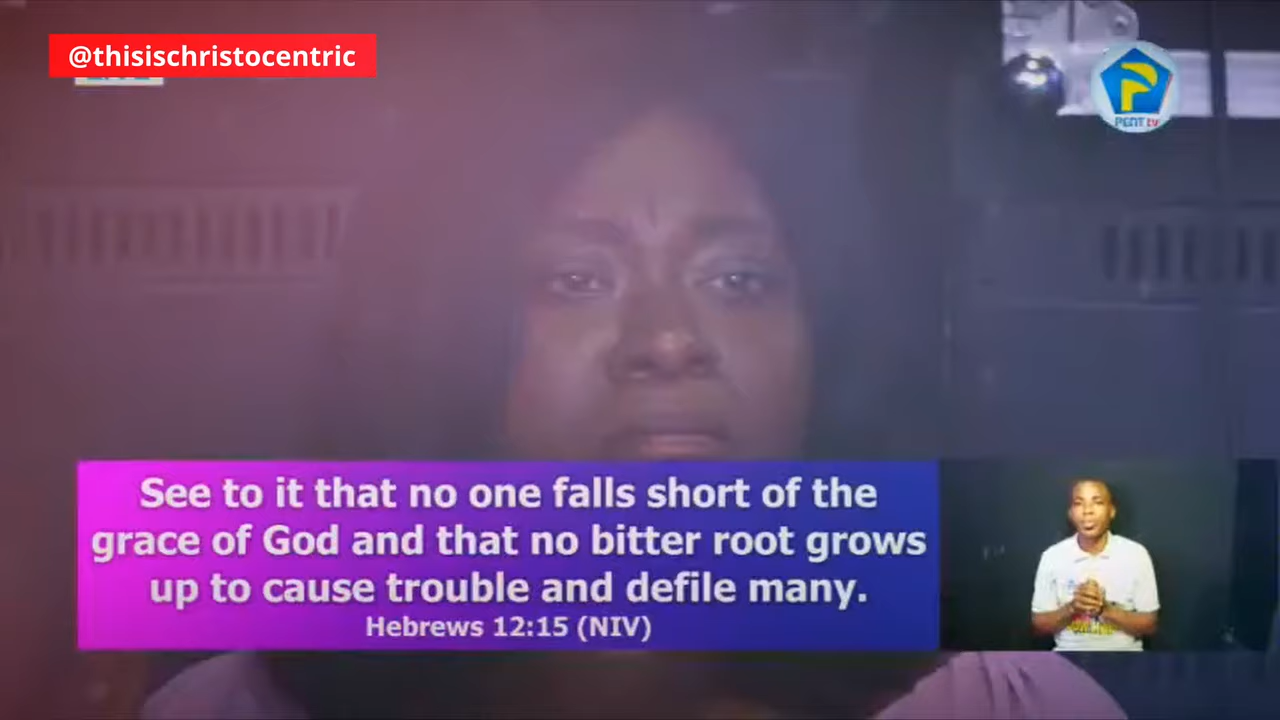 @thisischristocentric
PENT tv
See to it that no one falls short of the
grace of God and that no bitter root grows
up to cause trouble and defile many.
Hebrews 12:15 (NIV)